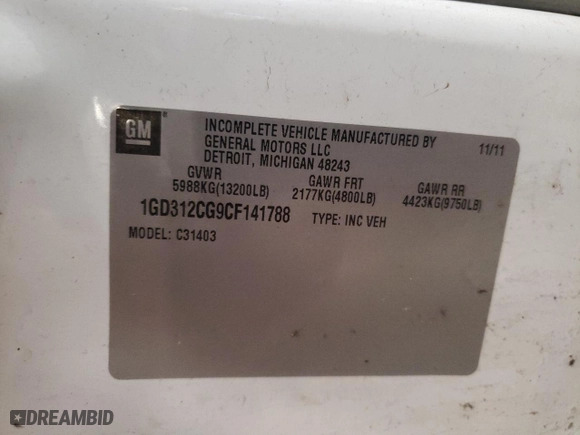 GM
INCOMPLETE VEHICLE MANUFACTURED BY
GENERAL MOTORS LLC
DETROIT, MICHIGAN 48243
11/11
GVWR GAWR FRT GAWR RR
5988KG(13200LB) 2177KG(4800LB) 4423KG(9750LB)
1GD312CG9CF141788 TYPE: INC VEH
MODEL: C31403
DREAMBID